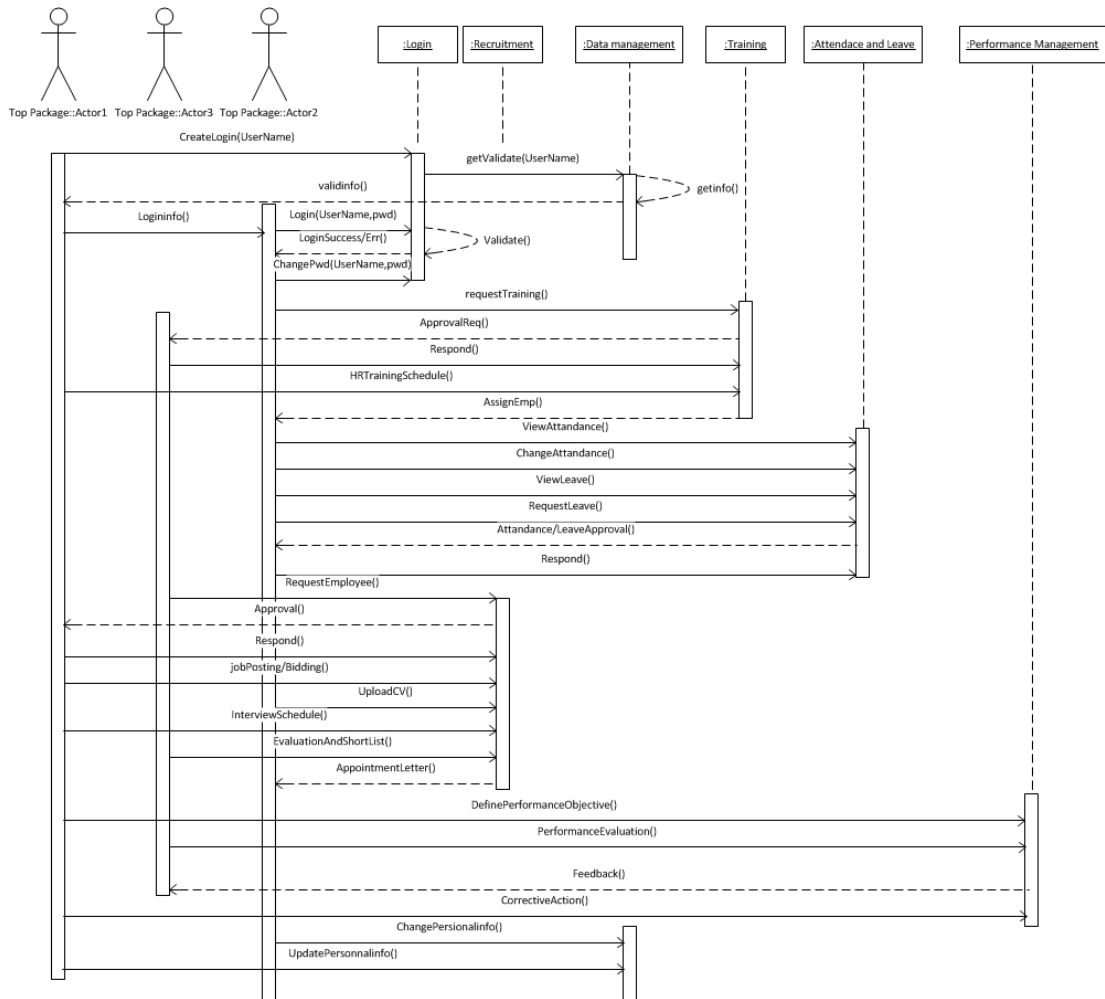 :Login
:Recruitment
:Data management
:Training
:Attendace and Leave
:Performance Management
Top Package::Actor1
Top Package::Actor3
Top Package::Actor2
CreateLogin(UserName)
getValidate(UserName)
getinfo()
validinfo()
Logininfo()
Login(UserName,pwd)
LoginSuccess/Err()
Validate()
ChangePwd(UserName,pwd)
requestTraining()
ApprovalReq()
Respond()
HRTrainingSchedule()
AssignEmp()
ViewAttandance()
ChangeAttandance()
ViewLeave()
RequestLeave()
Attandance/LeaveApproval()
Respond()
RequestEmployee()
Approval()
Respond()
jobPosting/Bidding()
UploadCV()
InterviewSchedule()
EvaluationAndShortList()
AppointmentLetter()
DefinePerformanceObjective()
PerformanceEvaluation()
Feedback()
CorrectiveAction()
ChangePersionalinfo()
UpdatePersonnalinfo()